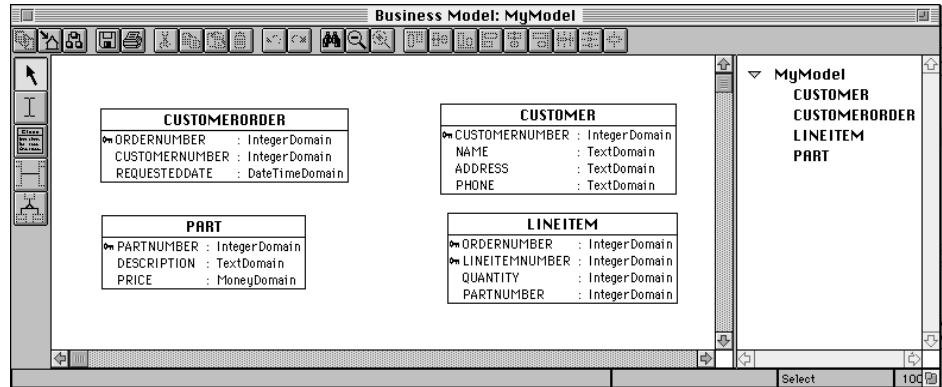 Business Model: MyModel
MyModel
CUSTOMER
CUSTOMERORDER
LINEITEM
PART
CUSTOMERORDER
ORDERNUMBER : IntegerDomain
CUSTOMERNUMBER : IntegerDomain
REQUESTEDDATE : DateTimeDomain
CUSTOMER
CUSTOMERNUMBER : IntegerDomain
NAME : TextDomain
ADDRESS : TextDomain
PHONE : TextDomain
PART
PARTNUMBER : IntegerDomain
DESCRIPTION : TextDomain
PRICE : MoneyDomain
LINEITEM
ORDERNUMBER : IntegerDomain
LINEITEMNUMBER : IntegerDomain
QUANTITY : IntegerDomain
PARTNUMBER : IntegerDomain
Select